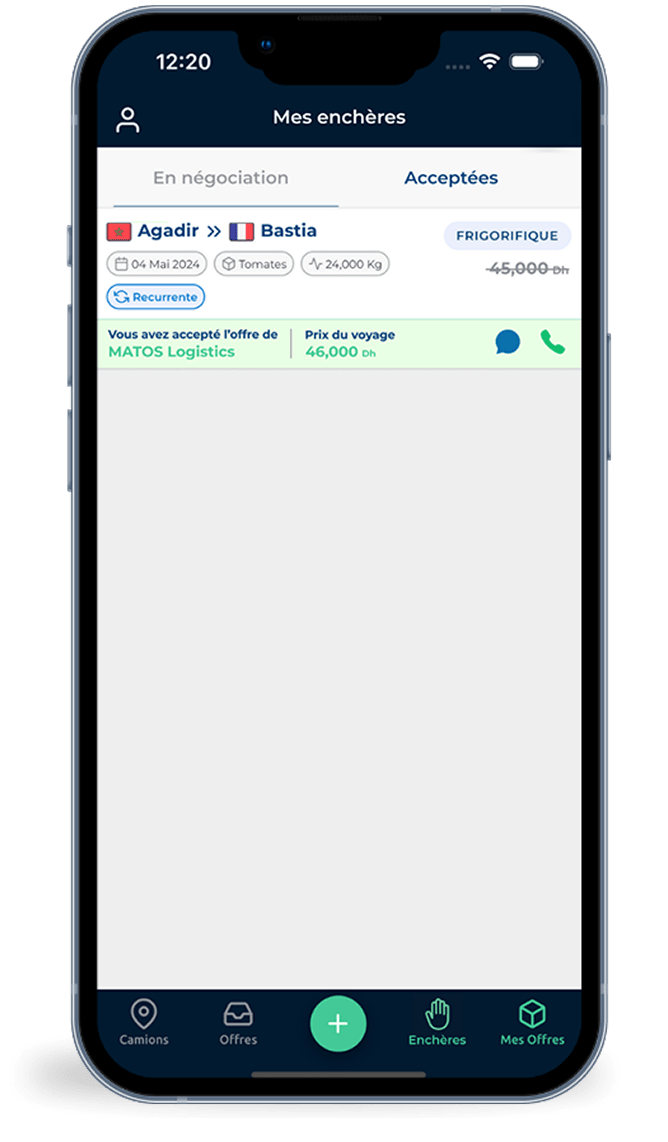 12:20
Mes enchères
En négociation Acceptées
Agadir » Bastia FRIGORIFIQUE
04 Mai 2024 Tomates 24,000 Kg 45,000 Dh
Recurrente
Vous avez accepté l'offre de Prix du voyage
MATOS Logistics 46,000 Dh
Camions Offres + Enchères Mes Offres